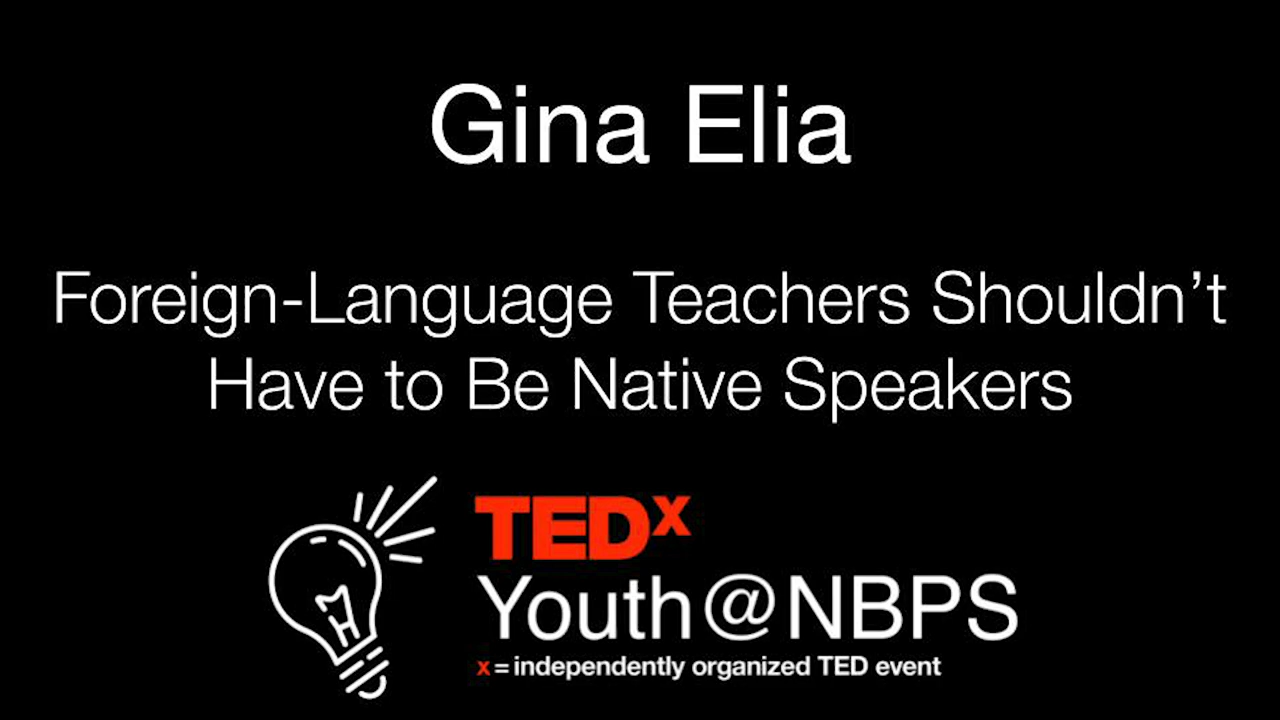 Gina Elia
Foreign-Language Teachers Shouldn’t
Have to Be Native Speakers
TEDx
Youth@NBPS
x = independently organized TED event